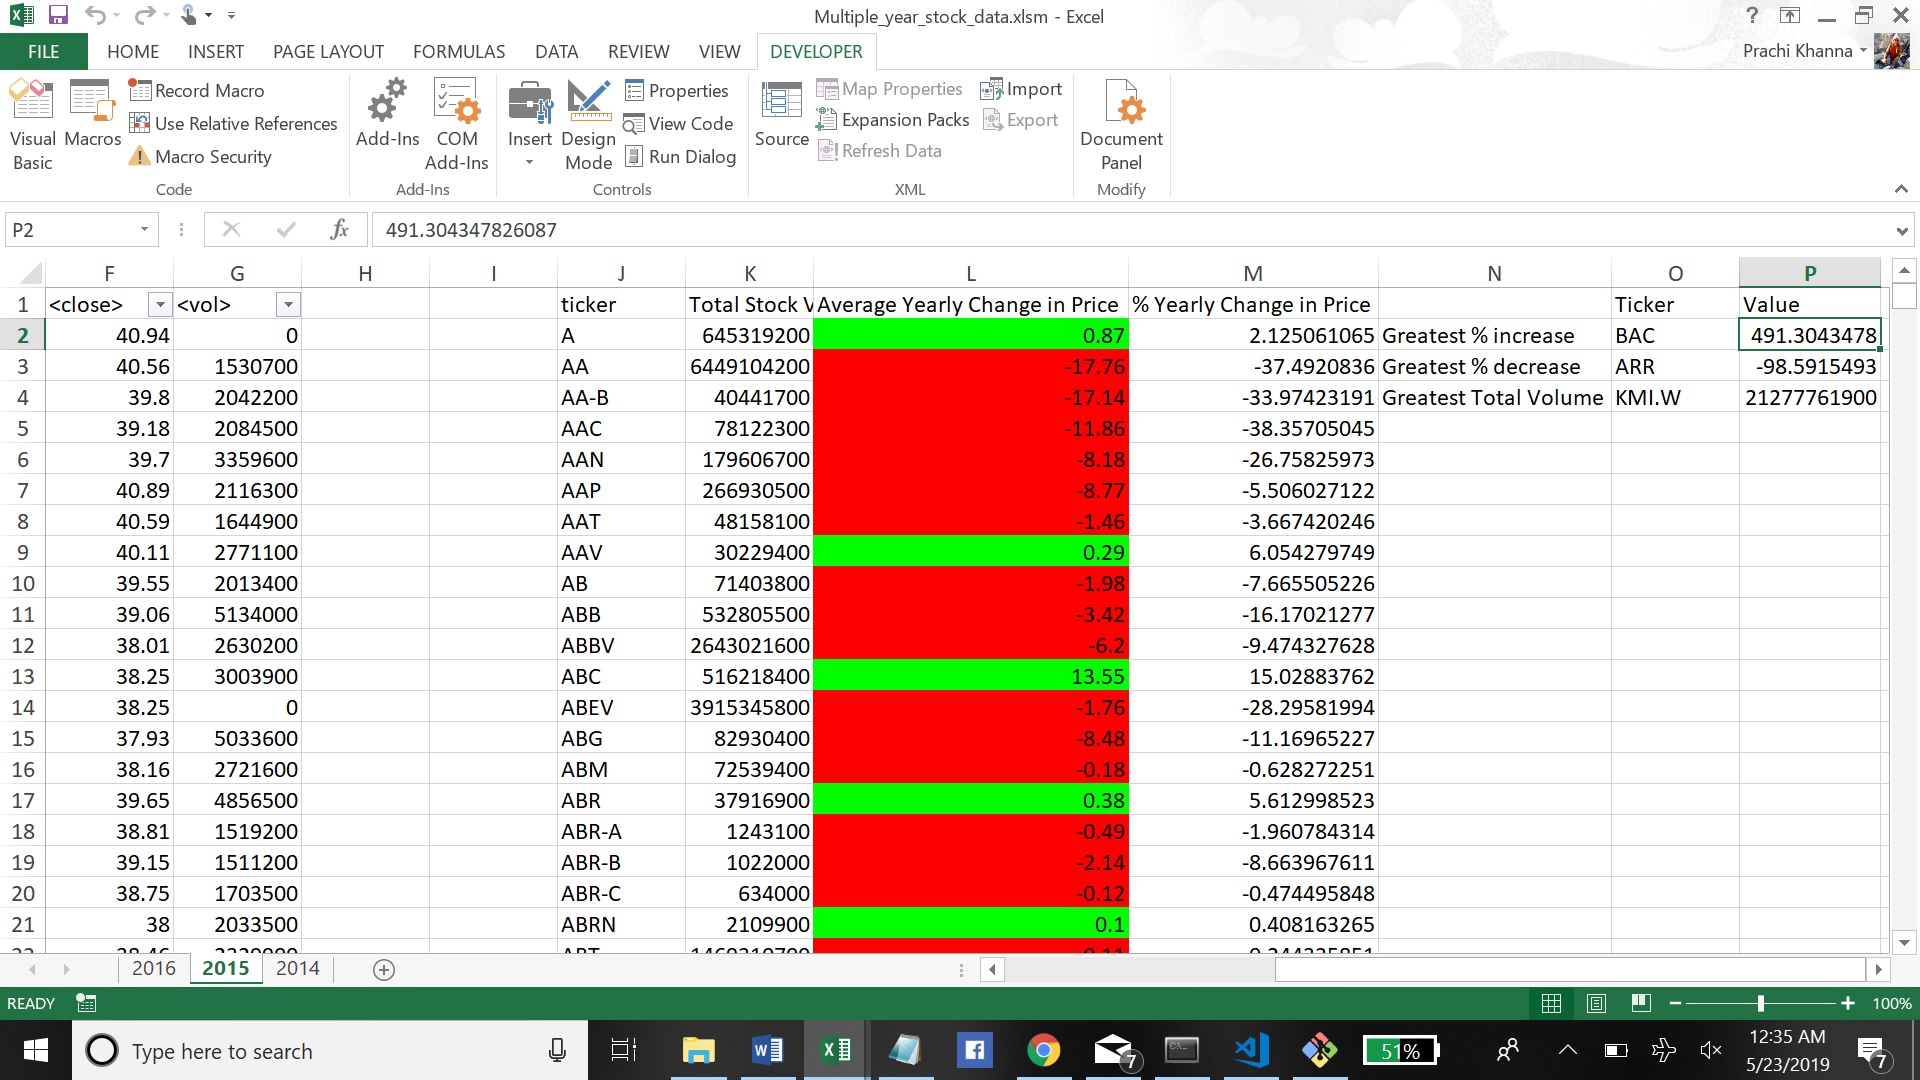 Multiple_year_stock_data.xlsm - Excel
?
FILE HOME INSERT PAGE LAYOUT FORMULAS DATA REVIEW VIEW DEVELOPER Prachi Khanna
Visual Basic
Macros
Record Macro
Use Relative References
Macro Security
Code
Add-Ins
COM Add-Ins
Add-Ins
Insert
Design Mode
Properties
View Code
Run Dialog
Controls
Source
Map Properties
Expansion Packs
Refresh Data
Import
Export
XML
Document Panel
Modify
P2 fx 491.304347826087
F G H I J K L M N O P
1 <close> <vol> ticker Total Stock V Average Yearly Change in Price % Yearly Change in Price Ticker Value
2 40.94 0 A 645319200 0.87 2.125061065 Greatest % increase BAC 491.3043478
3 40.56 1530700 AA 6449104200 -17.76 -37.4920836 Greatest % decrease ARR -98.5915493
4 39.8 2042200 AA-B 40441700 -17.14 -33.97423191 Greatest Total Volume KMI.W 21277761900
5 39.18 2084500 AAC 78122300 -11.86 -38.35705045
6 39.7 3359600 AAN 179606700 -8.18 -26.75825973
7 40.89 2116300 AAP 266930500 -8.77 -5.506027122
8 40.59 1644900 AAT 48158100 -1.46 -3.667420246
9 40.11 2771100 AAV 30229400 0.29 6.054279749
10 39.55 2013400 AB 71403800 -1.98 -7.665505226
11 39.06 5134000 ABB 532805500 -3.42 -16.17021277
12 38.01 2630200 ABBV 2643021600 -6.2 -9.474327628
13 38.25 3003900 ABC 516218400 13.55 15.02883762
14 38.25 0 ABEV 3915345800 -1.76 -28.29581994
15 37.93 5033600 ABG 82930400 -8.48 -11.16965227
16 38.16 2721600 ABM 72539400 -0.18 -0.628272251
17 39.65 4856500 ABR 37916900 0.38 5.612998523
18 38.81 1519200 ABR-A 1243100 -0.49 -1.960784314
19 39.15 1511200 ABR-B 1022000 -2.14 -8.663967611
20 38.75 1703500 ABR-C 634000 -0.12 -0.474495848
21 38 2033500 ABRN 2109900 0.1 0.408163265
2016 2015 2014
READY 100%
Type here to search 7 51% 12:35 AM
5/23/2019 7